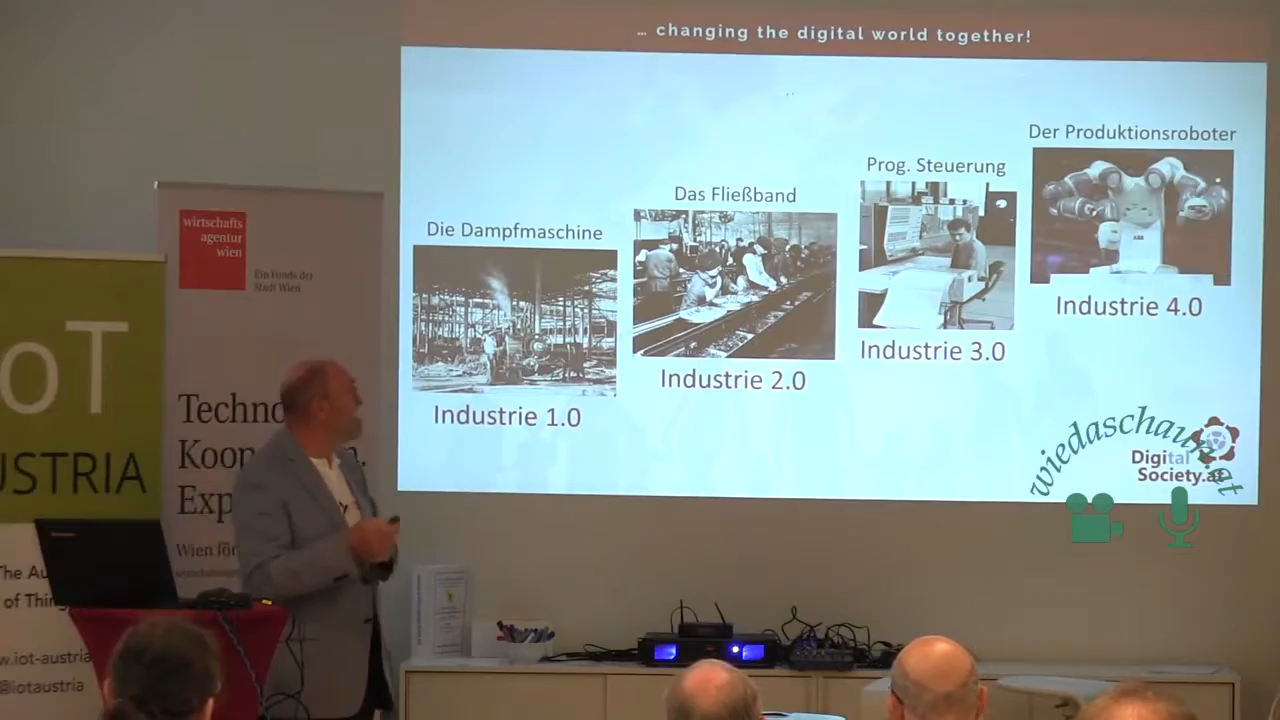 … changing the digital world together!
Die Dampfmaschine
Industrie 1.0
Das Fließband
Industrie 2.0
Prog. Steuerung
Industrie 3.0
Der Produktionsroboter
ABB
Industrie 4.0
wiedaschaun.at
Digital
Society.at
wirtschafts
agentur
wien
Ein Fonds der
Stadt Wien
Techno
Koop n.
Exp
Wien för
oT
USTRIA
The Au
of Thing
w.iot-austria
@iotaustria